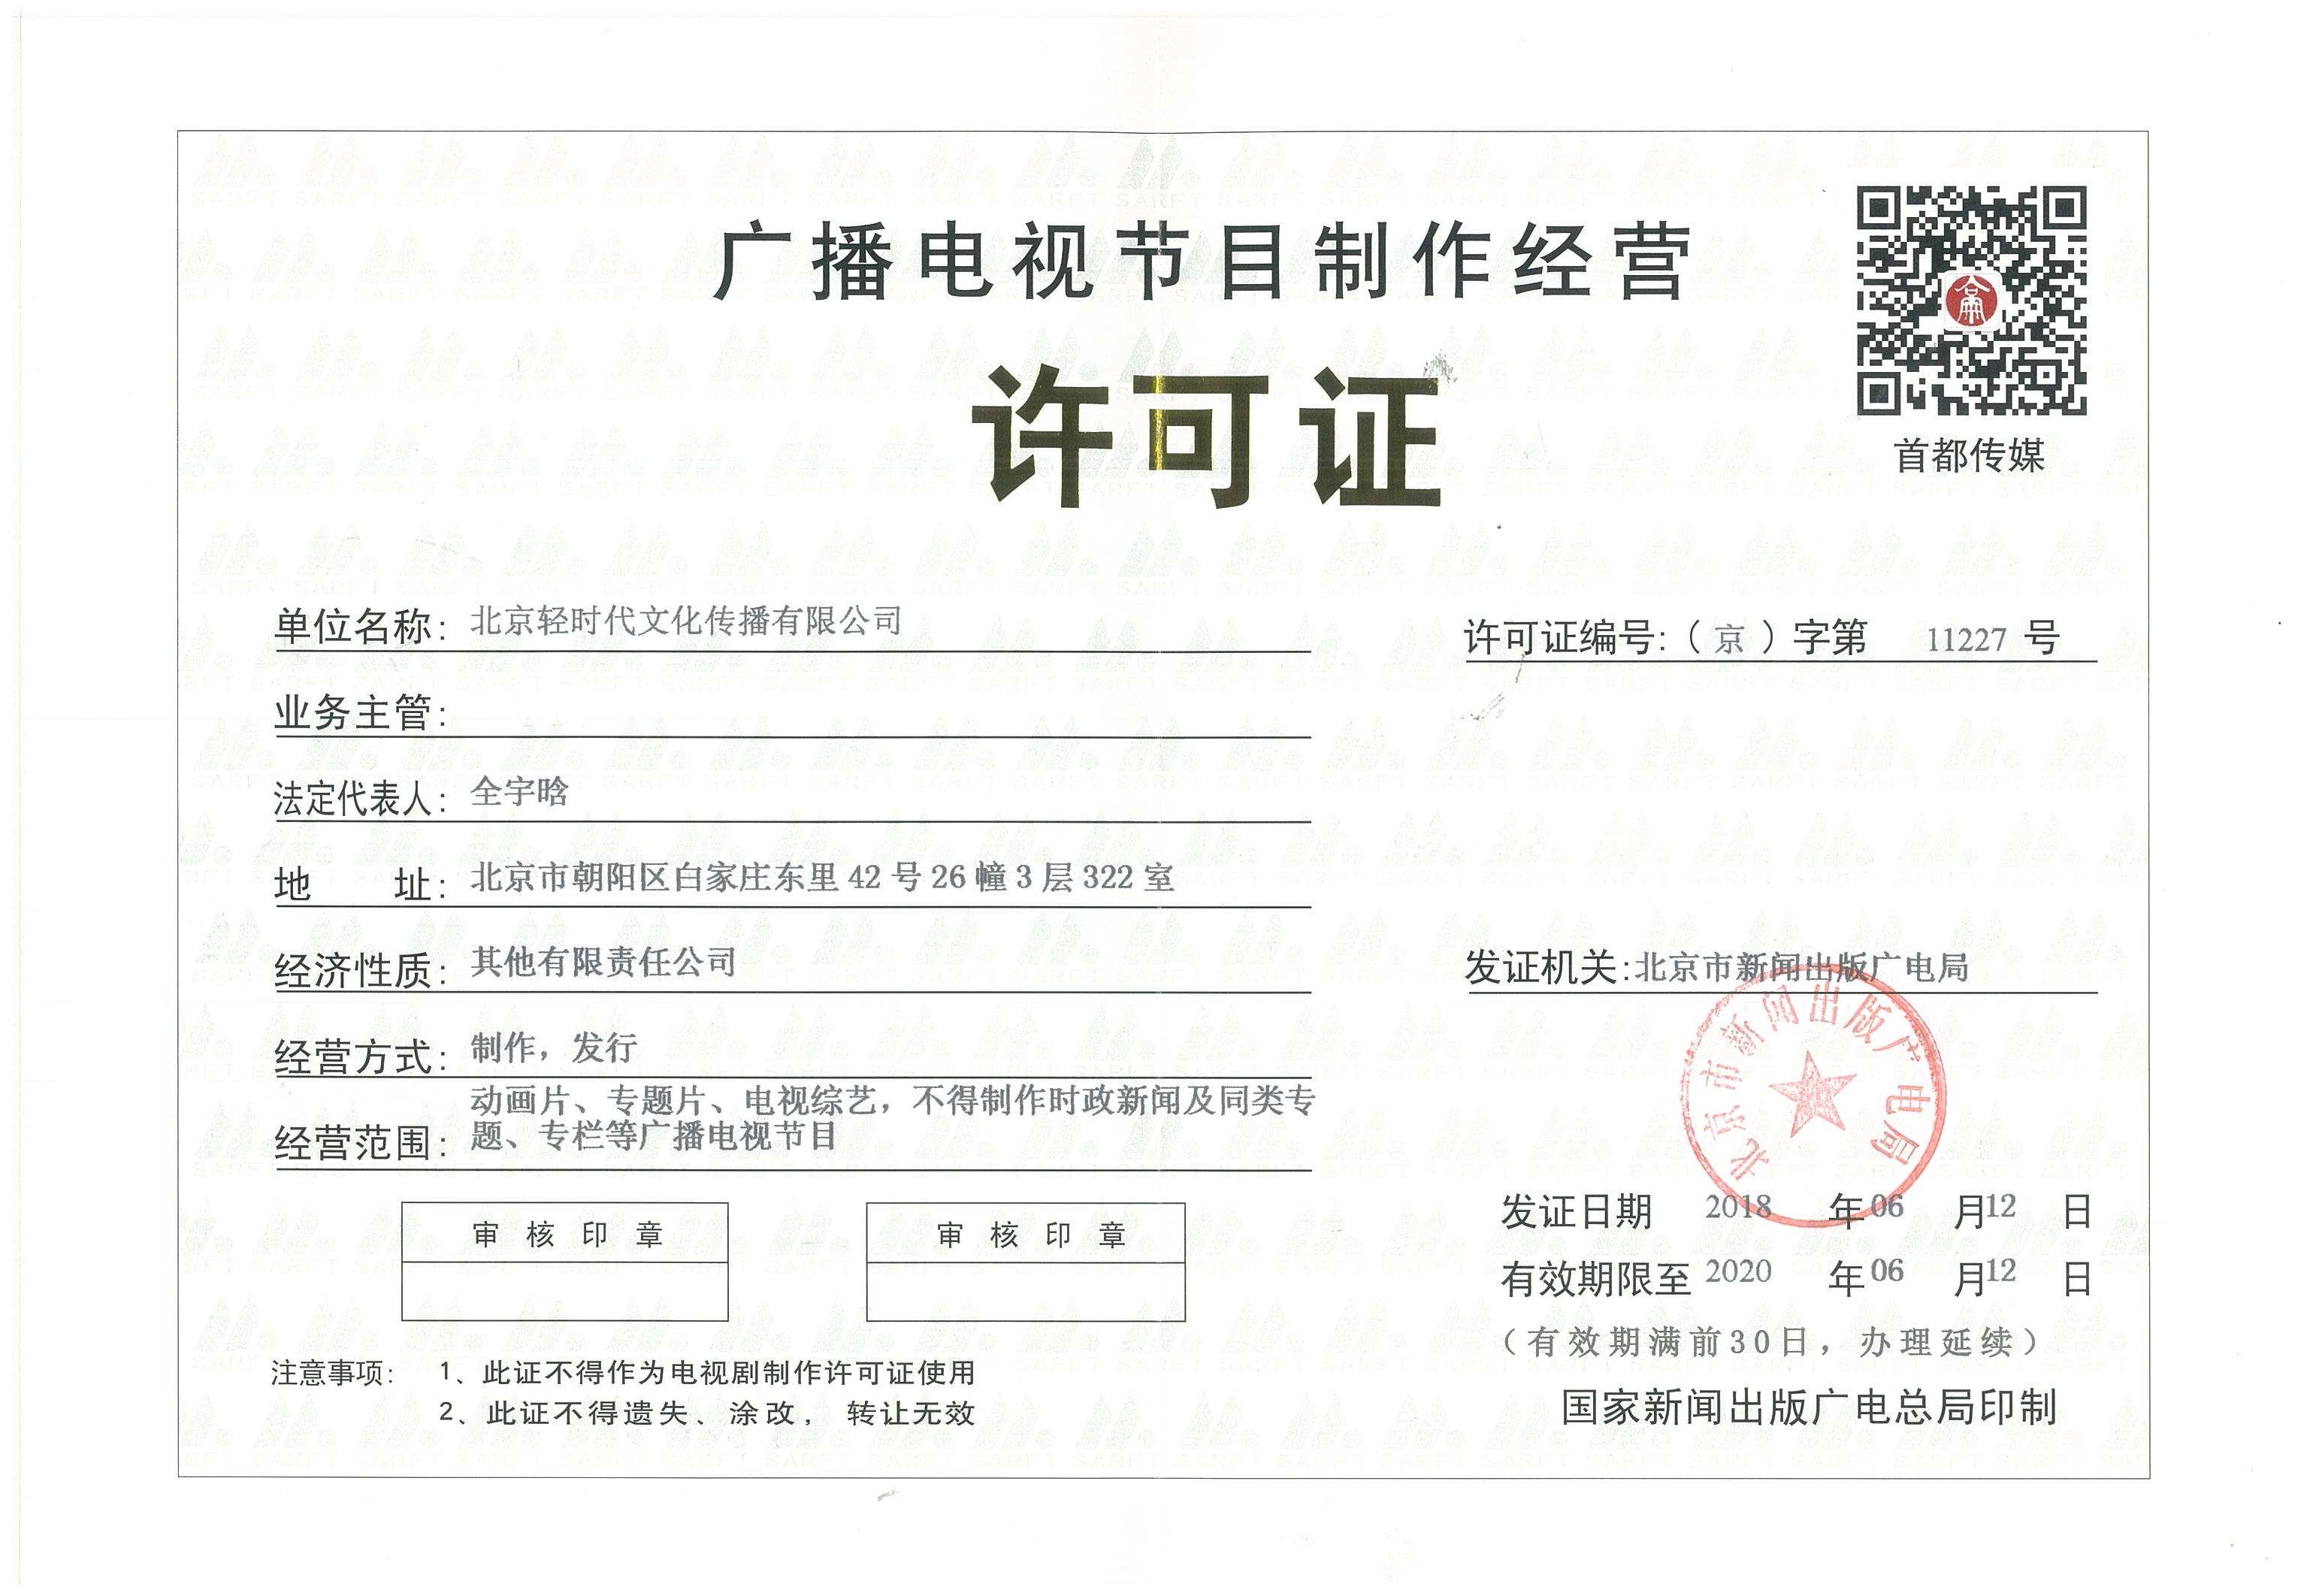 广播电视节目制作经营
许可证
首都传媒
单位名称：北京轻时代文化传播有限公司
许可证编号:（京）字第 11227 号
业务主管：
法定代表人：全宇晗
地 址：北京市朝阳区白家庄东里 42 号 26 幢 3 层 322 室
经济性质：其他有限责任公司
发证机关:北京市新闻出版广电局
经营方式：制作，发行
经营范围：动画片、专题片、电视综艺，不得制作时政新闻及同类专
题、专栏等广播电视节目
北京市新闻出版广电局
审核印章
审核印章
发证日期 2018 年 06 月 12 日
有效期限至 2020 年 06 月 12 日
（有效期满前30日，办理延续）
注意事项: 1、此证不得作为电视剧制作许可证使用
2、此证不得遗失、涂改， 转让无效
国家新闻出版广电总局印制
SARFT